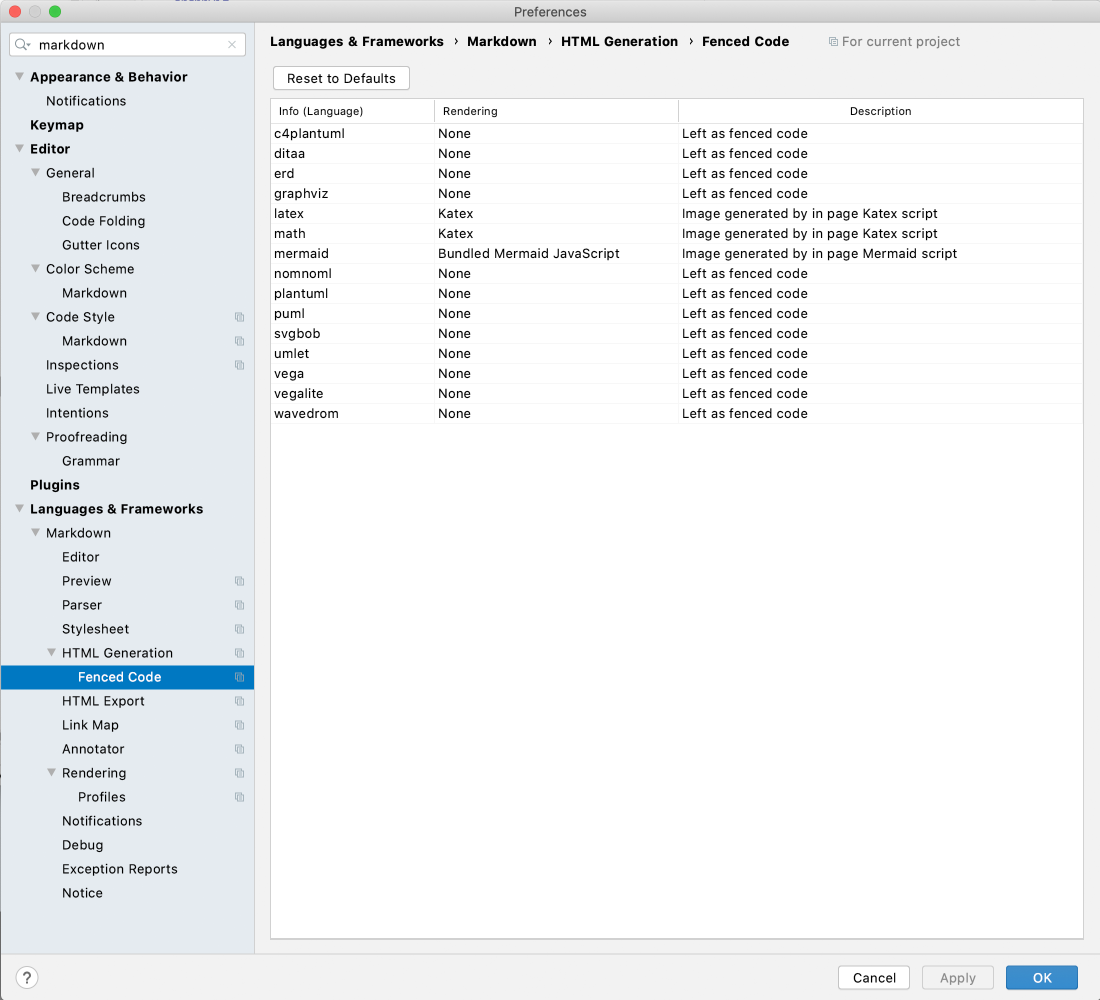 Preferences
markdown
Languages & Frameworks › Markdown › HTML Generation › Fenced Code For current project
Reset to Defaults
Appearance & Behavior
Notifications
Keymap
Editor
General
Breadcrumbs
Code Folding
Gutter Icons
Color Scheme
Markdown
Code Style
Markdown
Inspections
Live Templates
Intentions
Proofreading
Grammar
Plugins
Languages & Frameworks
Markdown
Editor
Preview
Parser
Stylesheet
HTML Generation
Fenced Code
HTML Export
Link Map
Annotator
Rendering
Profiles
Notifications
Debug
Exception Reports
Notice
Info (Language) Rendering Description
c4plantuml None Left as fenced code
ditaa None Left as fenced code
erd None Left as fenced code
graphviz None Left as fenced code
latex Katex Image generated by in page Katex script
math Katex Image generated by in page Katex script
mermaid Bundled Mermaid JavaScript Image generated by in page Mermaid script
nomnoml None Left as fenced code
plantuml None Left as fenced code
puml None Left as fenced code
svgbob None Left as fenced code
umlet None Left as fenced code
vega None Left as fenced code
vegalite None Left as fenced code
wavedrom None Left as fenced code
? Cancel Apply OK